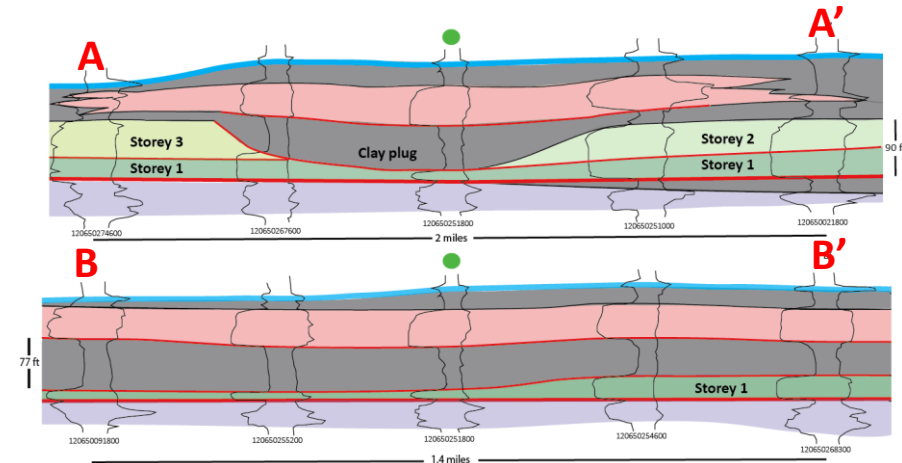 A
A’
Storey 3
Clay plug
Storey 2
90 ft
Storey 1
Storey 1
120650274600
120650267600
120650251800
120650251000
120650021800
2 miles
B
B’
77 ft
Storey 1
120650091800
120650255200
120650251800
120650254600
120650268300
1.4 miles